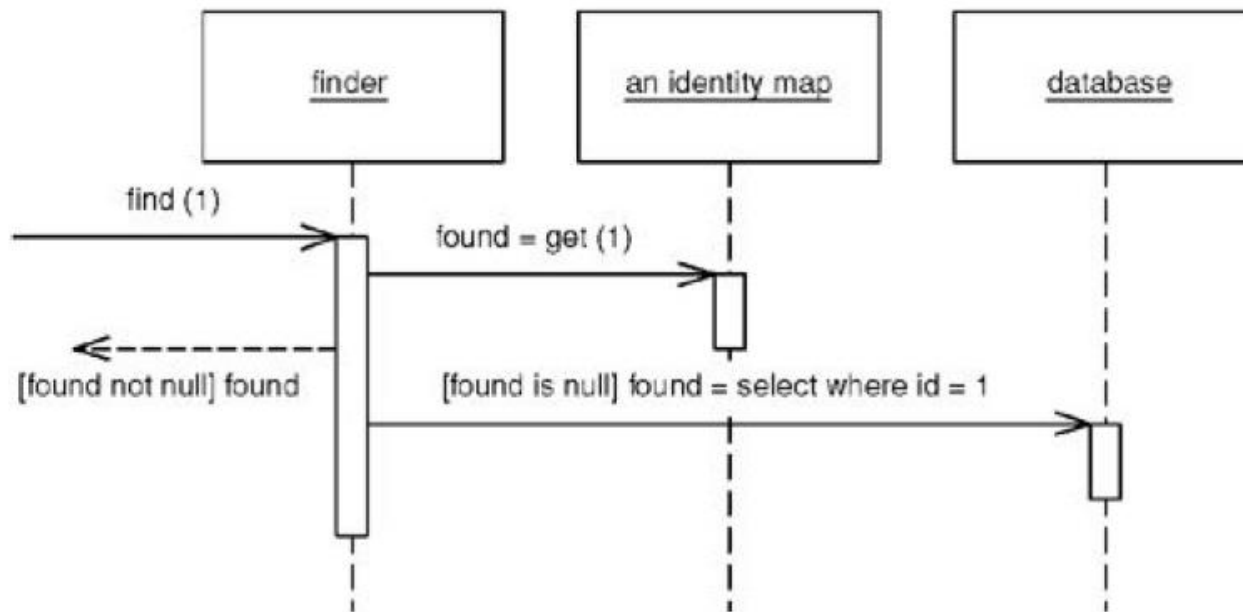 finder
an identity map
database
find (1)
found = get (1)
[found not null] found
[found is null] found = select where id = 1